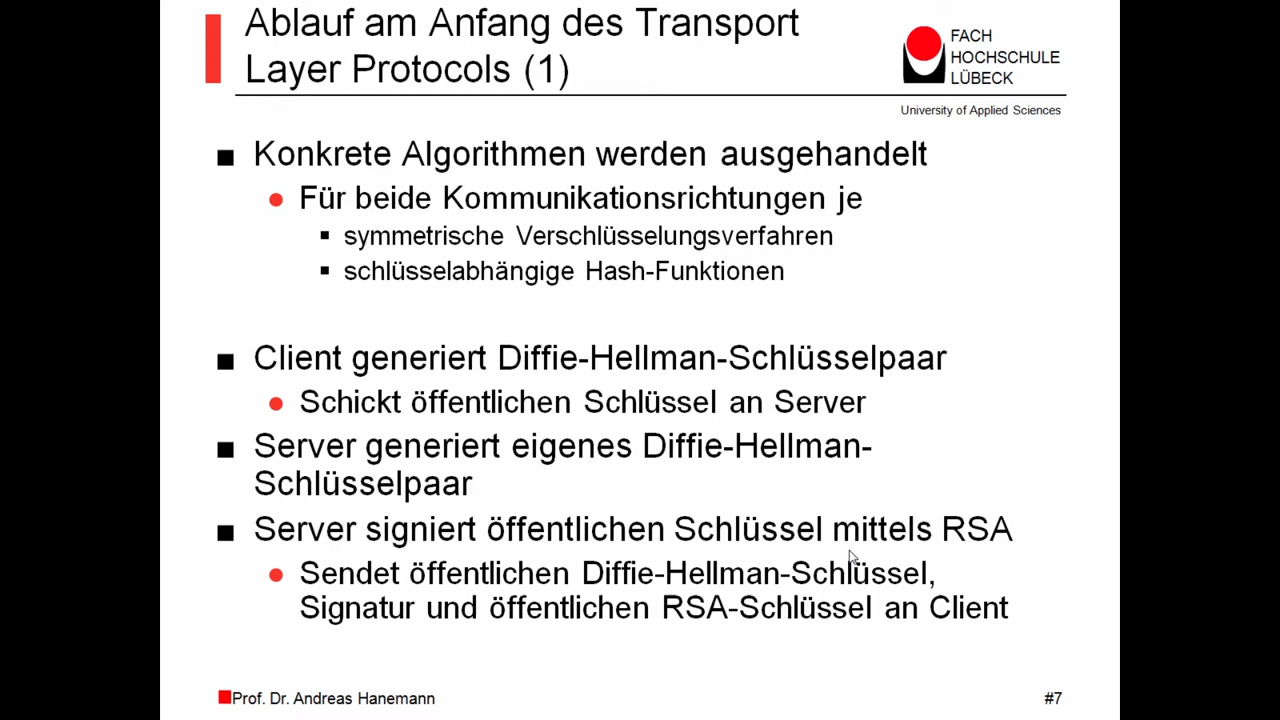 Ablauf am Anfang des Transport
Layer Protocols (1)
FACH
HOCHSCHULE
LÜBECK
University of Applied Sciences
Konkrete Algorithmen werden ausgehandelt
Für beide Kommunikationsrichtungen je
symmetrische Verschlüsselungsverfahren
schlüsselabhängige Hash-Funktionen
Client generiert Diffie-Hellman-Schlüsselpaar
Schickt öffentlichen Schlüssel an Server
Server generiert eigenes Diffie-Hellman-
Schlüsselpaar
Server signiert öffentlichen Schlüssel mittels RSA
Sendet öffentlichen Diffie-Hellman-Schlüssel,
Signatur und öffentlichen RSA-Schlüssel an Client
Prof. Dr. Andreas Hanemann
#7